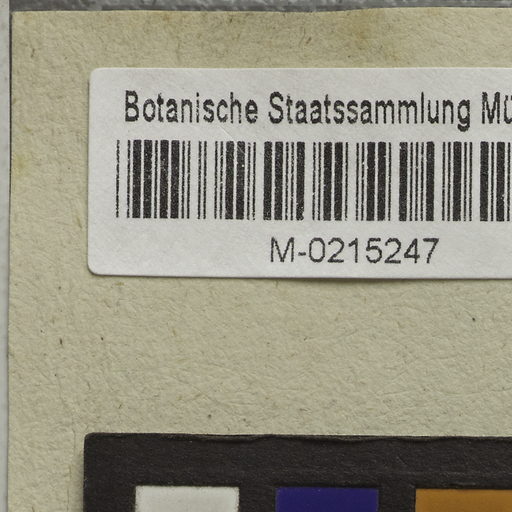 Botanische Staatssammlung Mü
M-0215247